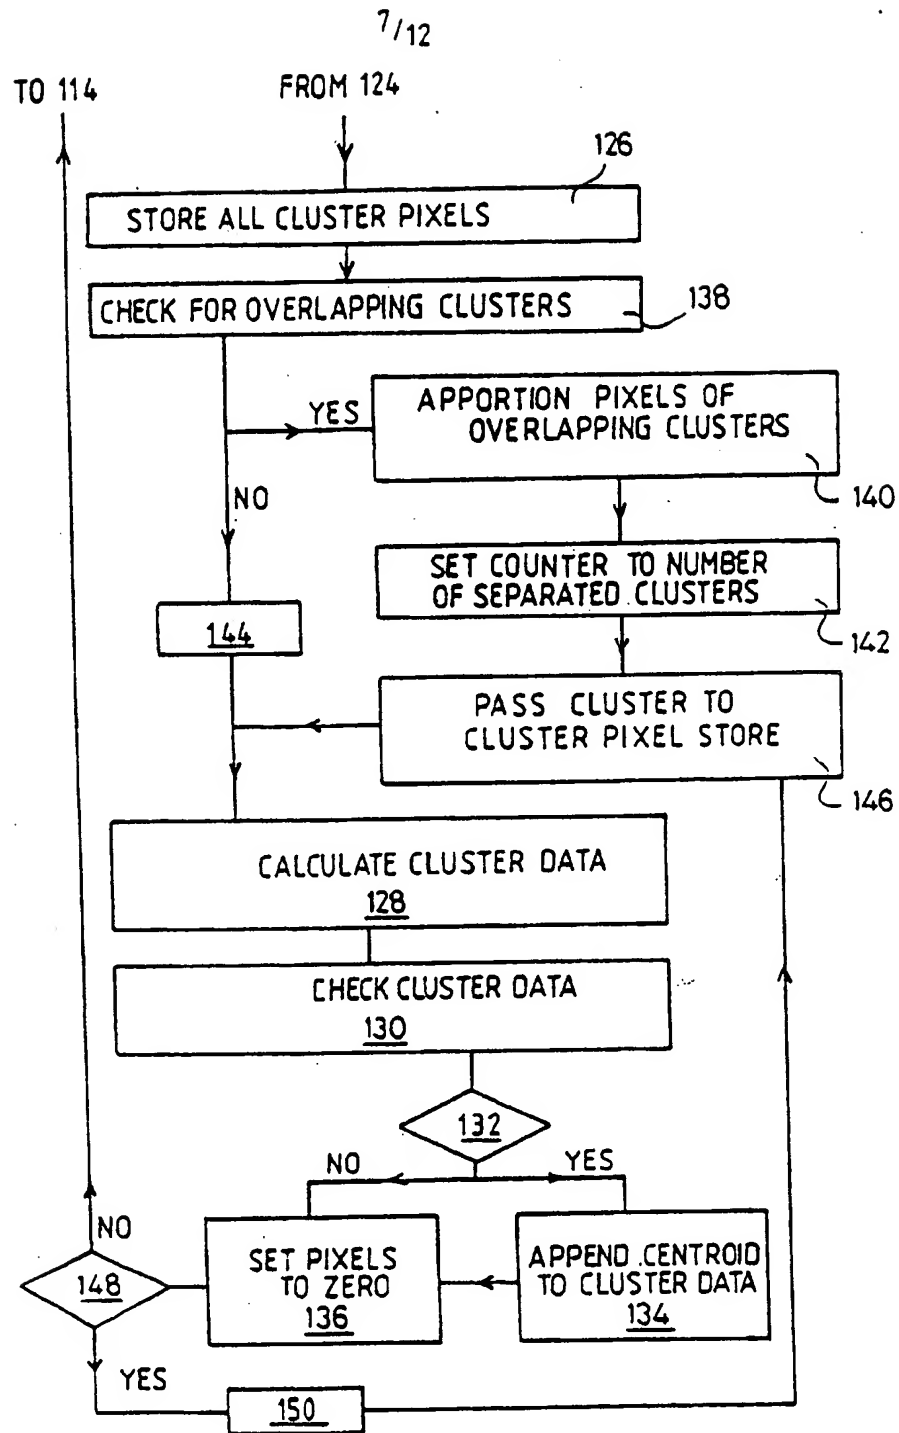 7/12
TO 114
FROM 124
126
STORE ALL CLUSTER PIXELS
CHECK FOR OVERLAPPING CLUSTERS
138
YES
APPORTION PIXELS OF
OVERLAPPING CLUSTERS
140
NO
SET COUNTER TO NUMBER
OF SEPARATED CLUSTERS
142
144
PASS CLUSTER TO
CLUSTER PIXEL STORE
146
CALCULATE CLUSTER DATA
128
CHECK CLUSTER DATA
130
132
NO
YES
SET PIXELS
TO ZERO
136
APPEND CENTROID
TO CLUSTER DATA
134
NO
148
YES
150